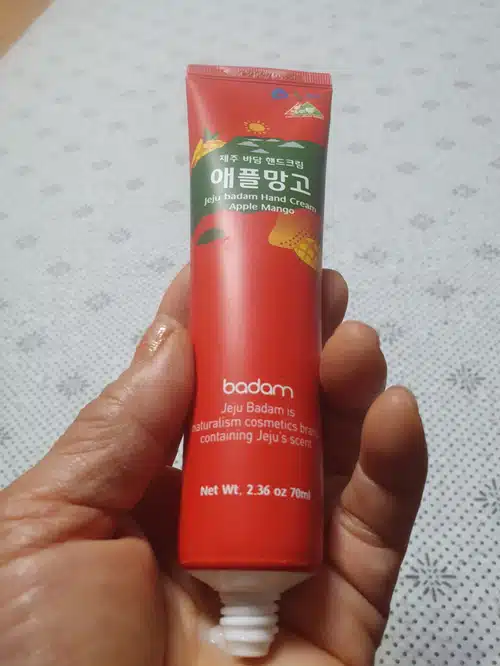 제주 바담 핸드크림
애플망고
Jeju badam Hand Cream
Apple Mango
badam
Jeju Badam is
naturalism cosmetics brand
containing Jeju's scent
Net Wt, 2.36 oz 70ml